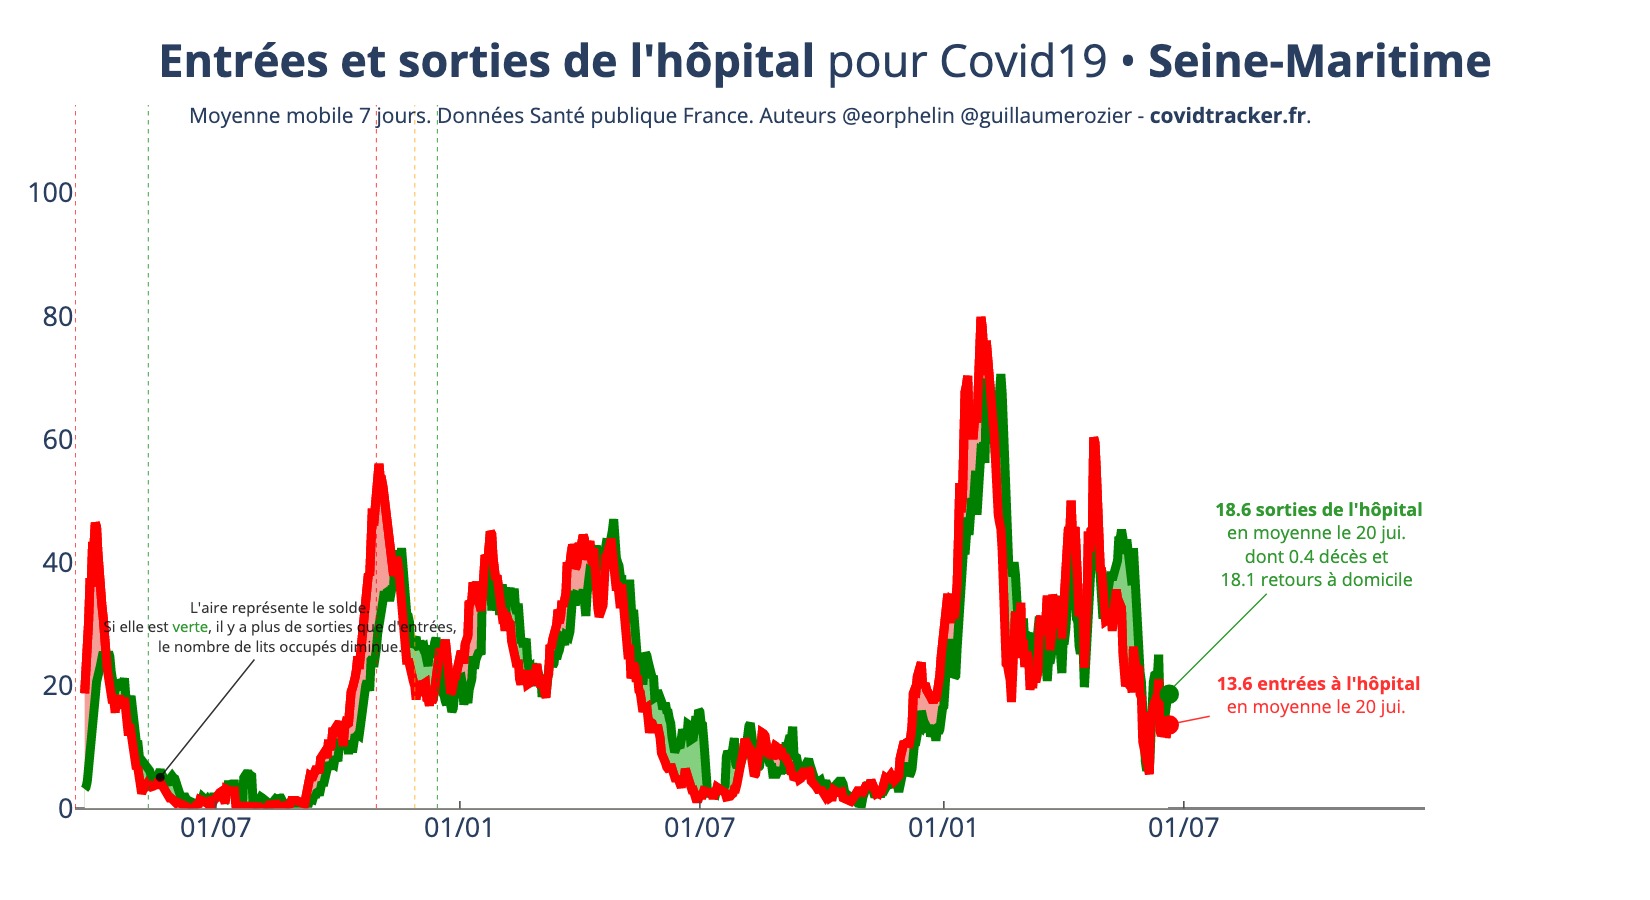 Entrées et sorties de l'hôpital pour Covid19 • Seine-Maritime
Moyenne mobile 7 jours. Données Santé publique France. Auteurs @eorphelin @guillaumerozier - covidtracker.fr.
100
80
60
40
20
0
L'aire représente le solde.
Si elle est verte, il y a plus de sorties que d'entrées,
le nombre de lits occupés diminue.
18.6 sorties de l'hôpital
en moyenne le 20 jui.
dont 0.4 décès et
18.1 retours à domicile
13.6 entrées à l'hôpital
en moyenne le 20 jui.
01/07
01/01
01/07
01/01
01/07